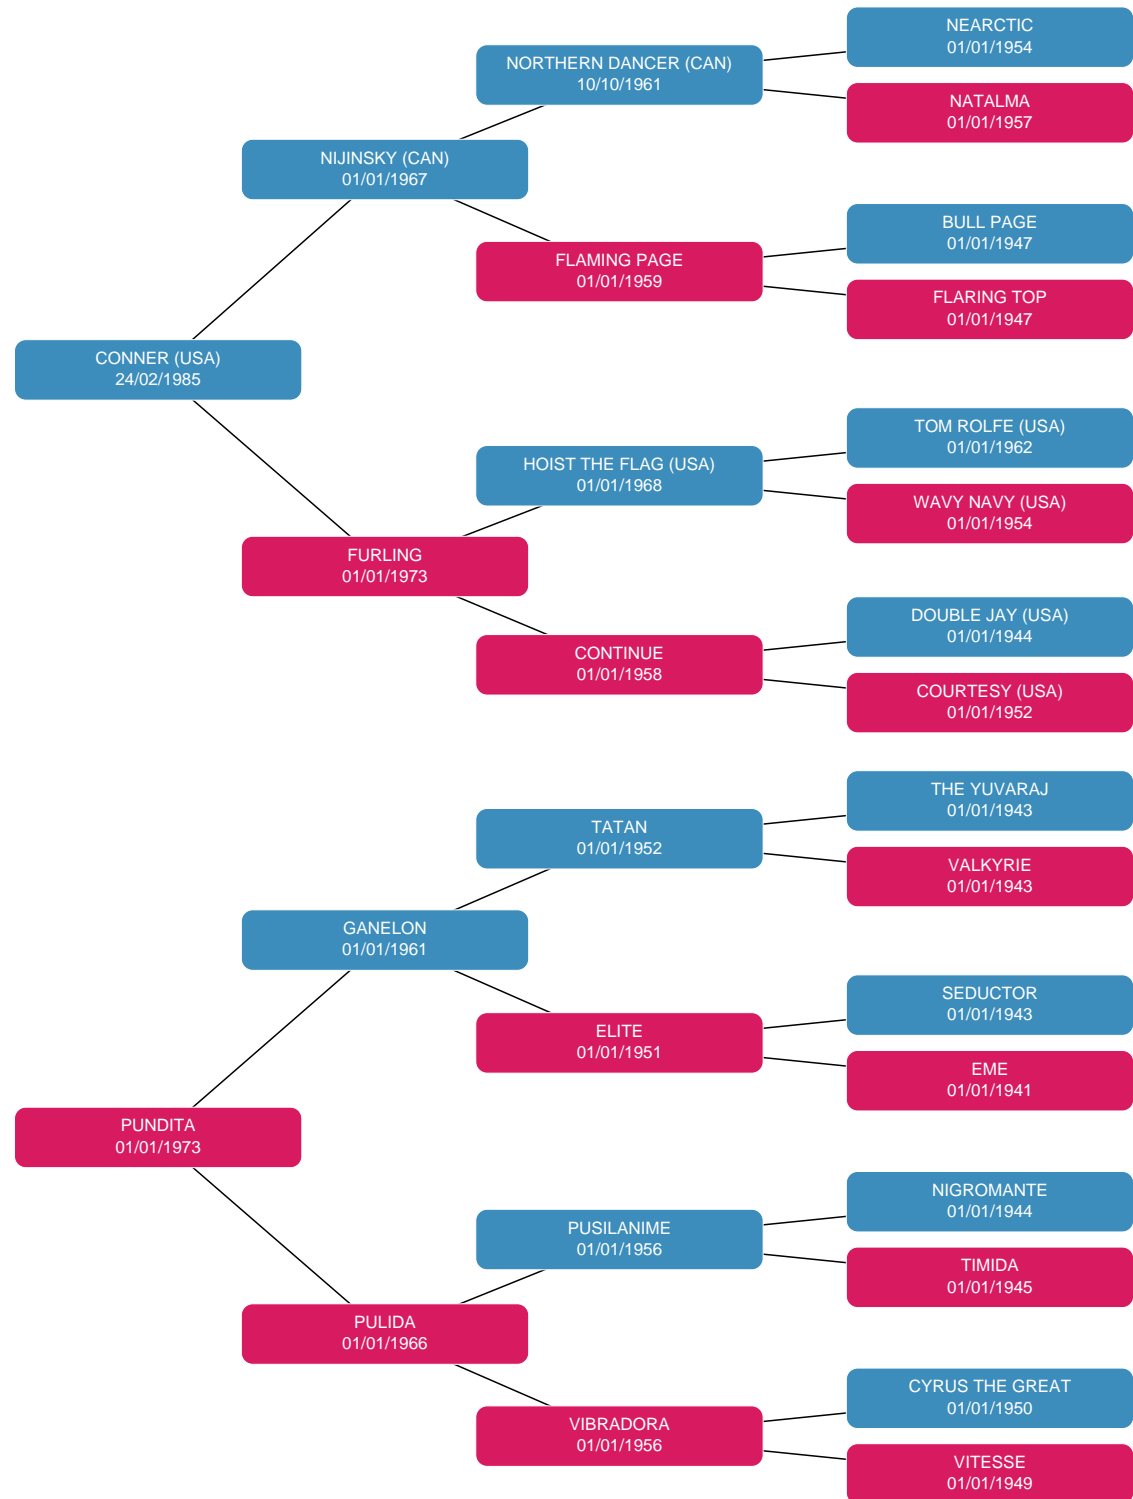 NEARCTIC
01/01/1954
NORTHERN DANCER (CAN)
10/10/1961
NATALMA
01/01/1957
NIJINSKY (CAN)
01/01/1967
BULL PAGE
01/01/1947
FLAMING PAGE
01/01/1959
FLARING TOP
01/01/1947
CONNER (USA)
24/02/1985
TOM ROLFE (USA)
01/01/1962
HOIST THE FLAG (USA)
01/01/1968
WAVY NAVY (USA)
01/01/1954
FURLING
01/01/1973
DOUBLE JAY (USA)
01/01/1944
CONTINUE
01/01/1958
COURTESY (USA)
01/01/1952
THE YUVARAJ
01/01/1943
TATAN
01/01/1952
VALKYRIE
01/01/1943
GANELON
01/01/1961
SEDUCTOR
01/01/1943
ELITE
01/01/1951
EME
01/01/1941
PUNDITA
01/01/1973
NIGROMANTE
01/01/1944
PUSILANIME
01/01/1956
TIMIDA
01/01/1945
PULIDA
01/01/1966
CYRUS THE GREAT
01/01/1950
VIBRADORA
01/01/1956
VITESSE
01/01/1949